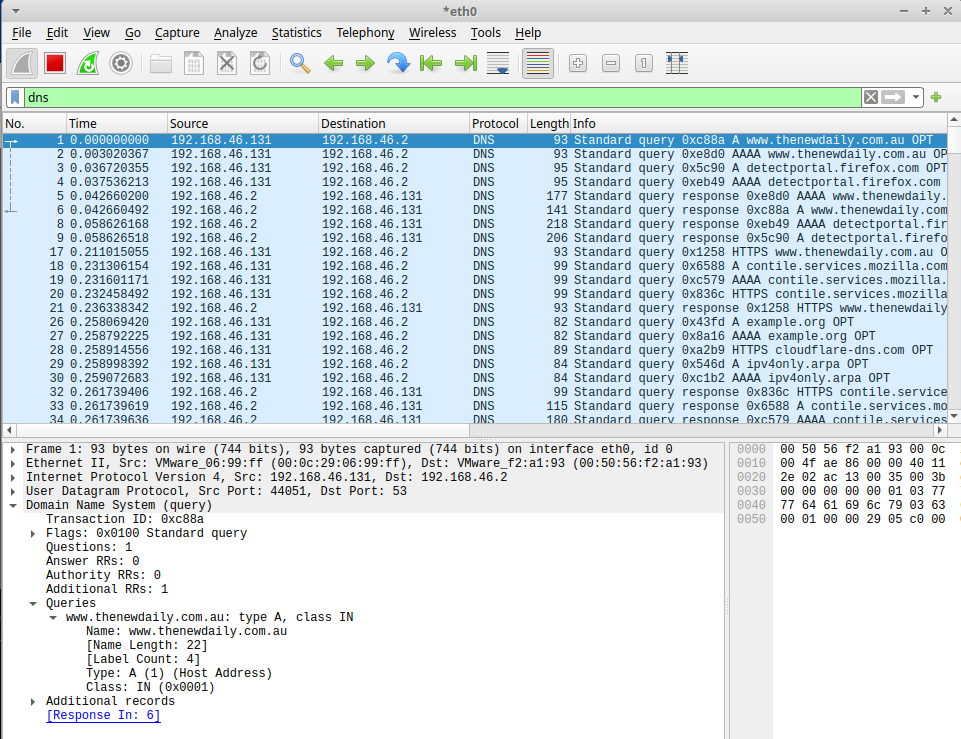 *eth0
File Edit View Go Capture Analyze Statistics Telephony Wireless Tools Help
dns
No. Time Source Destination Protocol Length Info
1 0.000000000 192.168.46.131 192.168.46.2 DNS 93 Standard query 0xc88a A www.thenewdaily.com.au OPT
2 0.003020367 192.168.46.131 192.168.46.2 DNS 93 Standard query 0xe8d0 AAAA www.thenewdaily.com.au OP
3 0.036720355 192.168.46.131 192.168.46.2 DNS 95 Standard query 0x5c90 A detectportal.firefox.com OPT
4 0.037536213 192.168.46.131 192.168.46.2 DNS 95 Standard query 0xeb49 AAAA detectportal.firefox.com
5 0.042660200 192.168.46.2 192.168.46.131 DNS 177 Standard query response 0xe8d0 AAAA www.thenewdaily.
6 0.042660492 192.168.46.2 192.168.46.131 DNS 141 Standard query response 0xc88a A www.thenewdaily.com
8 0.058626168 192.168.46.2 192.168.46.131 DNS 218 Standard query response 0xeb49 AAAA detectportal.fir
9 0.058626518 192.168.46.2 192.168.46.131 DNS 206 Standard query response 0x5c90 A detectportal.firefo
17 0.211015055 192.168.46.131 192.168.46.2 DNS 93 Standard query 0x1258 HTTPS www.thenewdaily.com.au O
18 0.231306154 192.168.46.131 192.168.46.2 DNS 99 Standard query 0x6588 A contile.services.mozilla.com
19 0.231601171 192.168.46.131 192.168.46.2 DNS 99 Standard query 0xc579 AAAA contile.services.mozilla.
20 0.232458492 192.168.46.131 192.168.46.2 DNS 99 Standard query 0x836c HTTPS contile.services.mozilla
21 0.236338342 192.168.46.2 192.168.46.131 DNS 93 Standard query response 0x1258 HTTPS www.thenewdaily
26 0.258069420 192.168.46.131 192.168.46.2 DNS 82 Standard query 0x43fd A example.org OPT
27 0.258792225 192.168.46.131 192.168.46.2 DNS 82 Standard query 0x8a16 AAAA example.org OPT
28 0.258914556 192.168.46.131 192.168.46.2 DNS 89 Standard query 0xa2b9 HTTPS cloudflare-dns.com OPT
29 0.258998392 192.168.46.131 192.168.46.2 DNS 84 Standard query 0x546d A ipv4only.arpa OPT
30 0.259072683 192.168.46.131 192.168.46.2 DNS 84 Standard query 0xc1b2 AAAA ipv4only.arpa OPT
32 0.261739406 192.168.46.2 192.168.46.131 DNS 99 Standard query response 0x836c HTTPS contile.service
33 0.261739619 192.168.46.2 192.168.46.131 DNS 115 Standard query response 0x6588 A contile.services.mo
34 0.261739636 192.168.46.2 192.168.46.131 DNS 180 Standard query response 0xc579 AAAA contile.services
Frame 1: 93 bytes on wire (744 bits), 93 bytes captured (744 bits) on interface eth0, id 0
Ethernet II, Src: VMware_06:99:ff (00:0c:29:06:99:ff), Dst: VMware_f2:a1:93 (00:50:56:f2:a1:93)
Internet Protocol Version 4, Src: 192.168.46.131, Dst: 192.168.46.2
User Datagram Protocol, Src Port: 44051, Dst Port: 53
Domain Name System (query)
Transaction ID: 0xc88a
Flags: 0x0100 Standard query
Questions: 1
Answer RRs: 0
Authority RRs: 0
Additional RRs: 1
Queries
www.thenewdaily.com.au: type A, class IN
Name: www.thenewdaily.com.au
[Name Length: 22]
[Label Count: 4]
Type: A (1) (Host Address)
Class: IN (0x0001)
Additional records
[Response In: 6]
0000 00 50 56 f2 a1 93 00 0c
0010 00 4f ae 86 00 00 40 11
0020 2e 02 ac 13 00 35 00 3b
0030 00 00 00 00 00 01 03 77
0040 77 64 61 69 6c 79 03 63
0050 00 01 00 00 29 05 c0 00